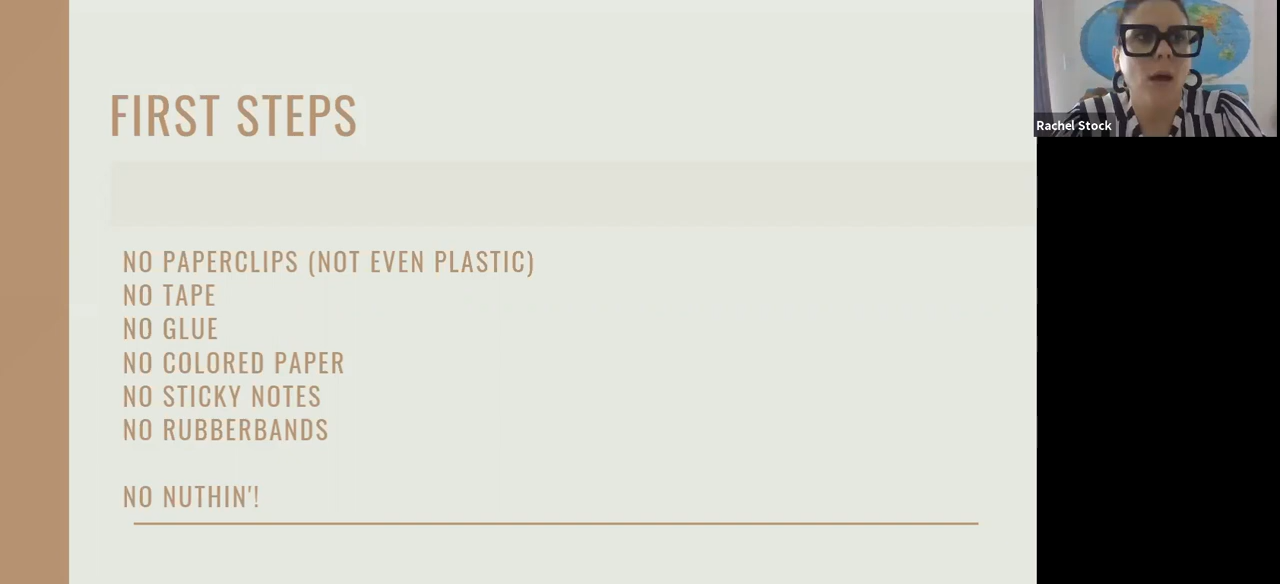 FIRST STEPS
Rachel Stock
NO PAPERCLIPS (NOT EVEN PLASTIC)
NO TAPE
NO GLUE
NO COLORED PAPER
NO STICKY NOTES
NO RUBBERBANDS
NO NUTHIN'!